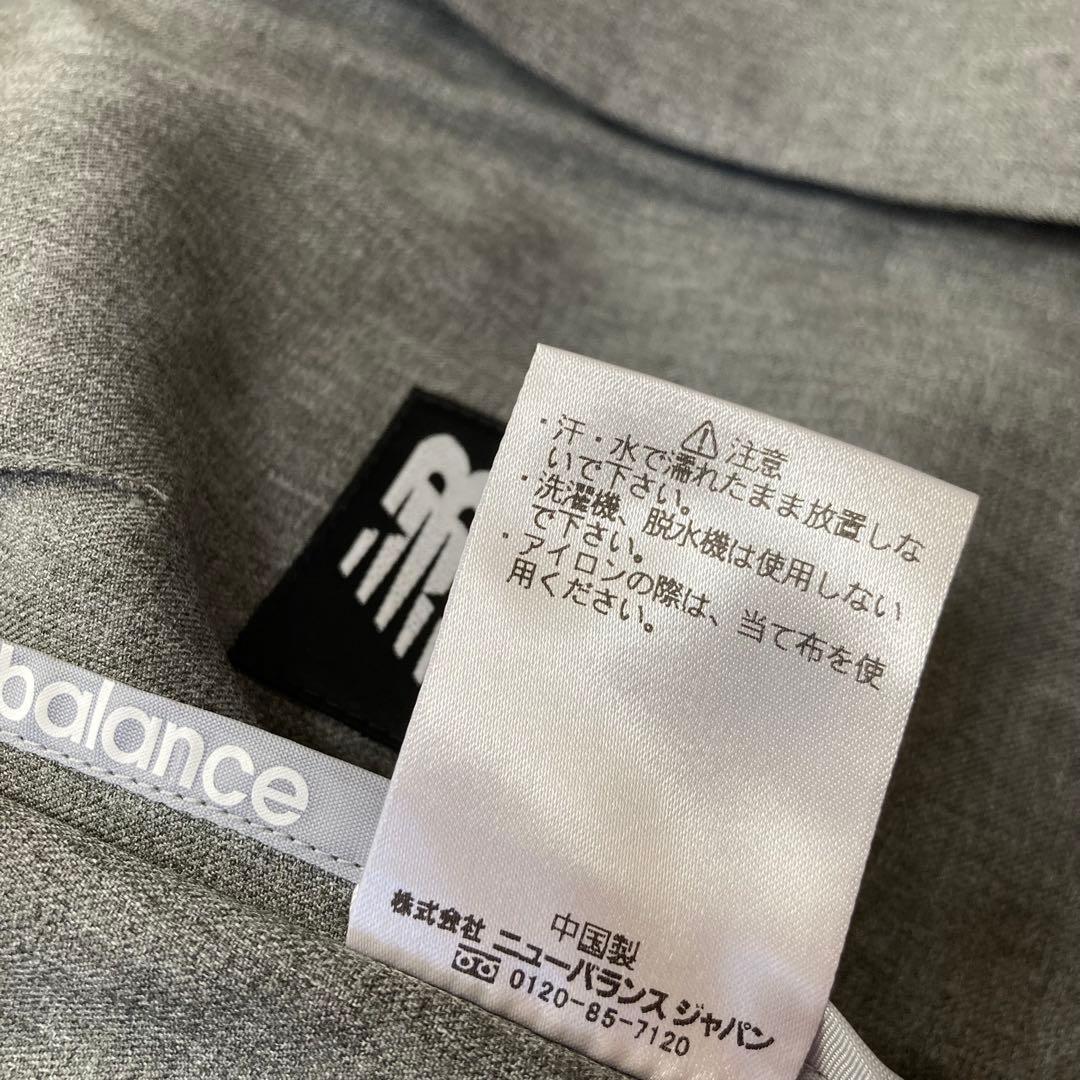 ⚠注意
・汗・水で濡れたまま放置しな
いで下さい。
・洗濯機、脱水機は使用しない
で下さい。
・アイロンの際は、当て布を使
用ください。
balance
中国製
株式会社 ニューバランス ジャパン
0120-85-7120